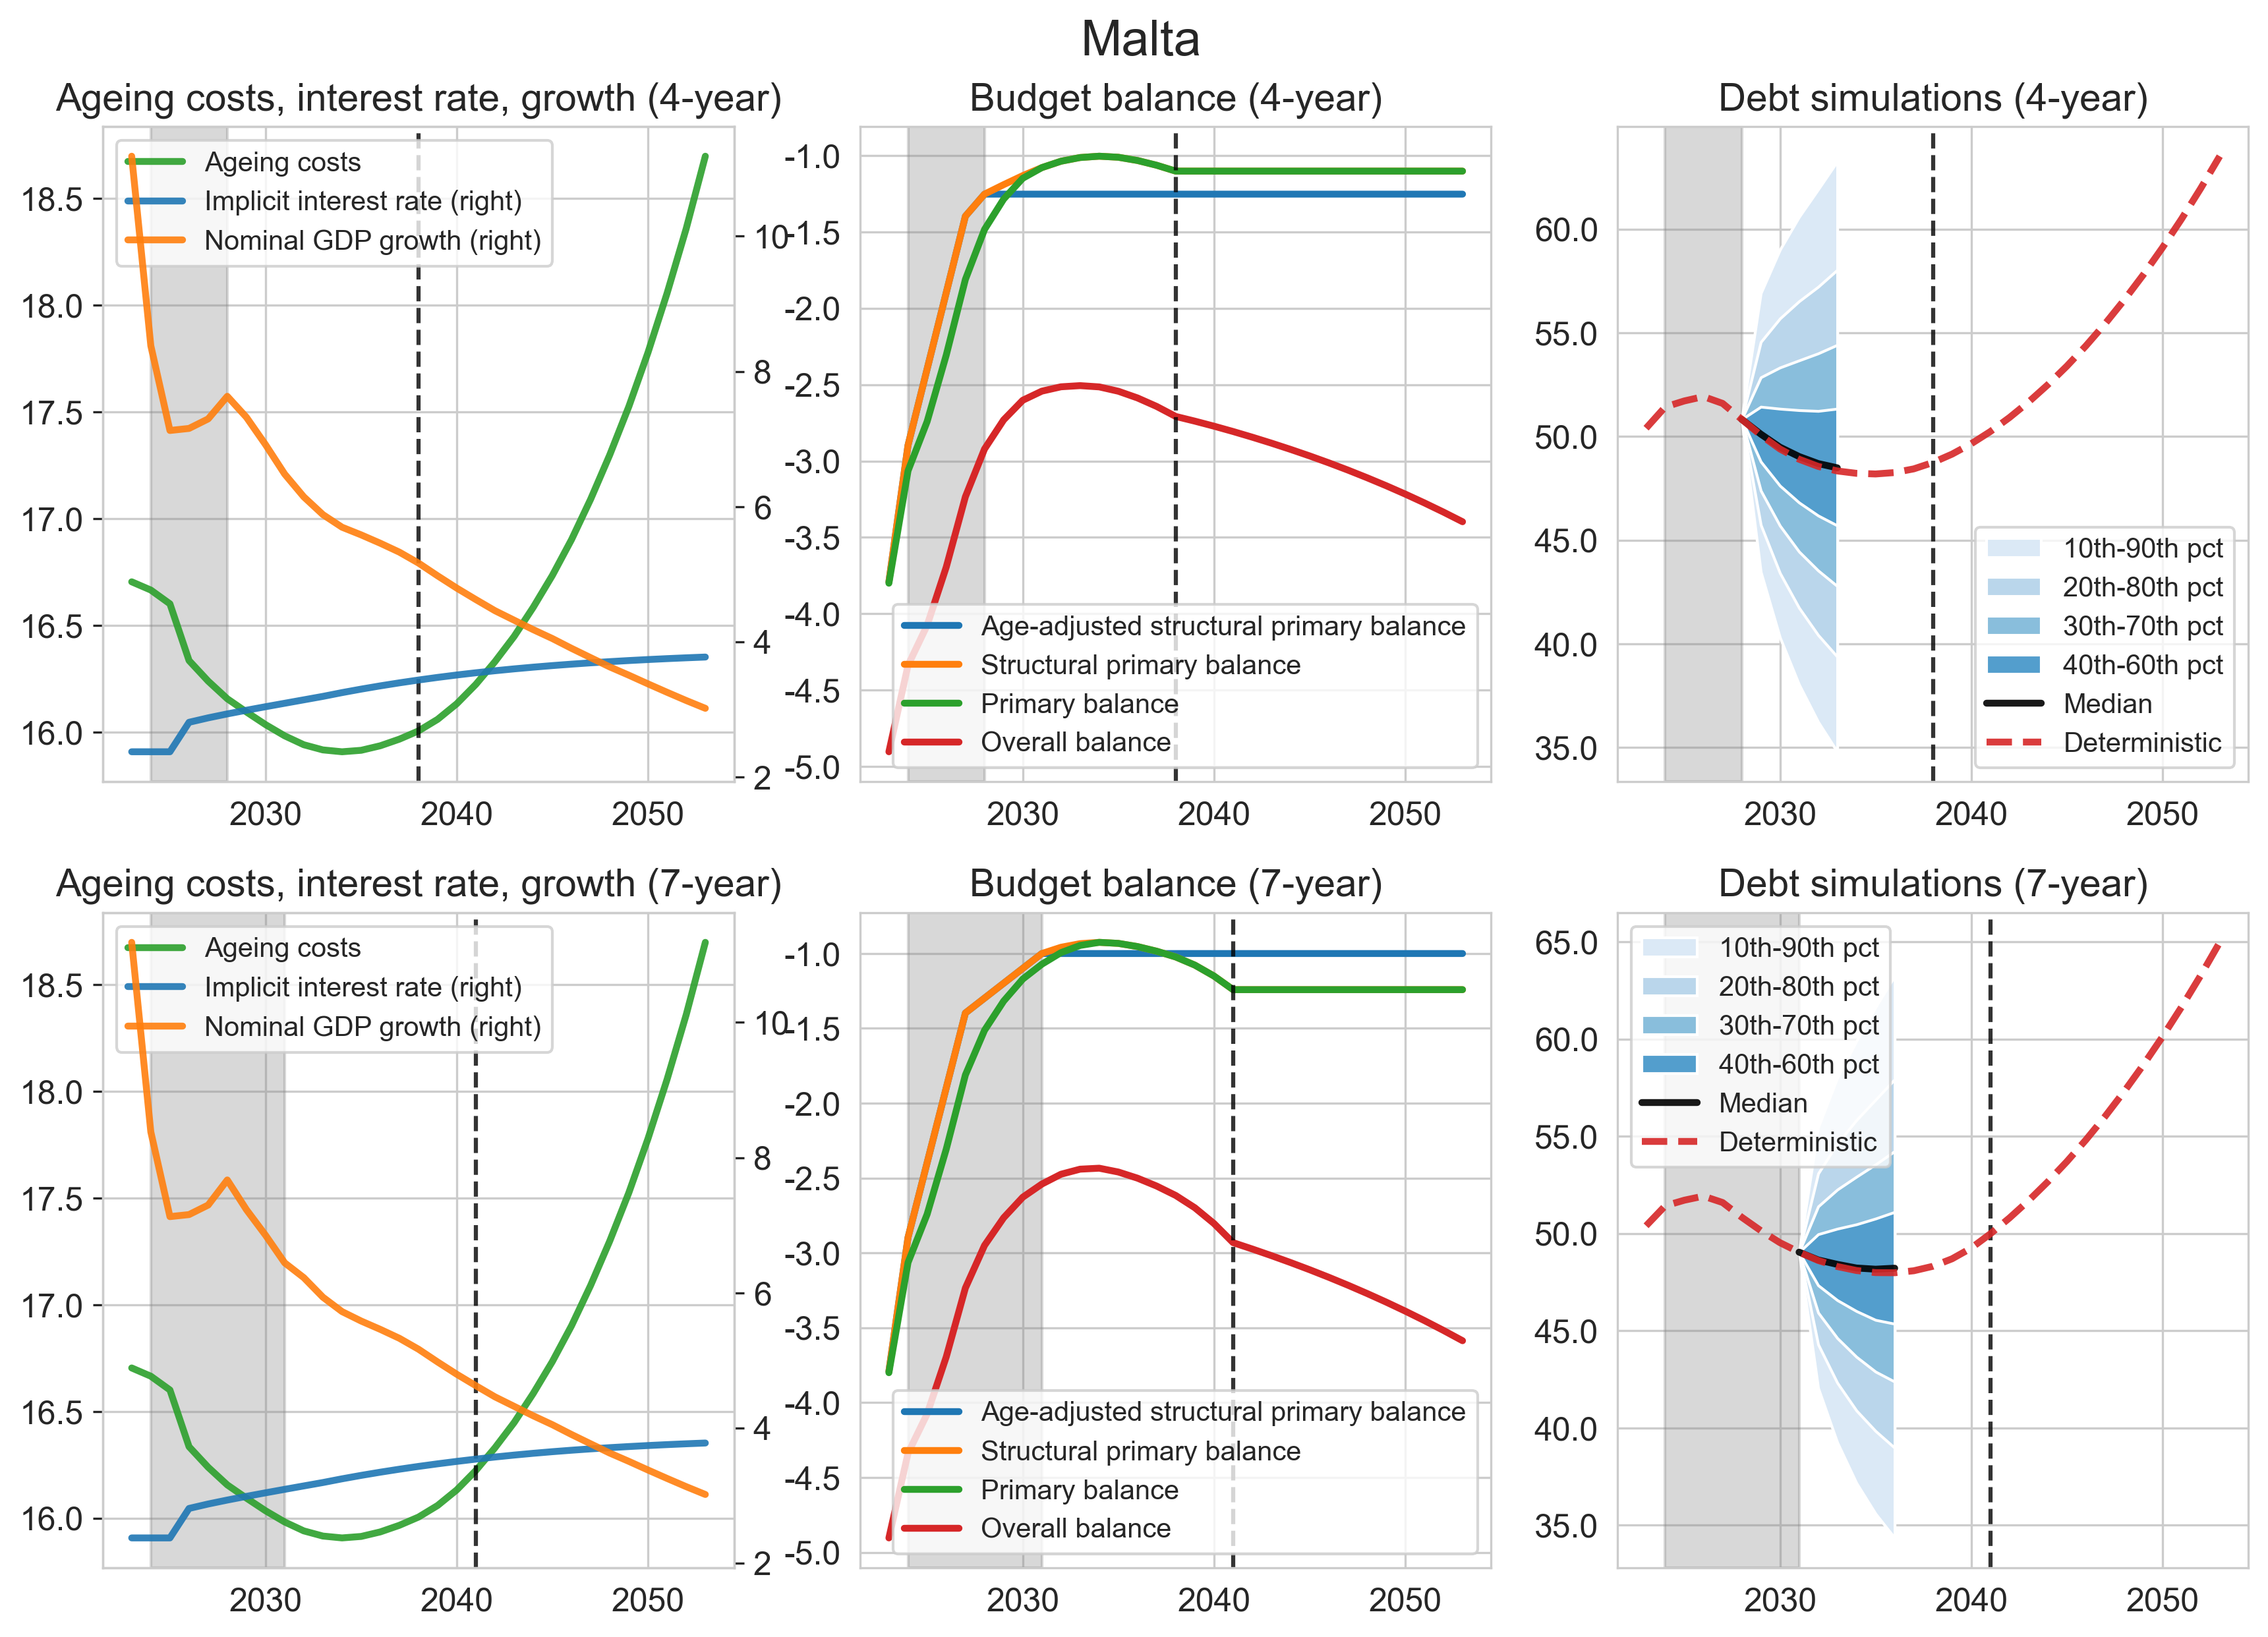 Malta
Ageing costs, interest rate, growth (4-year)
Ageing costs
Implicit interest rate (right)
Nominal GDP growth (right)
18.5
18.0
17.5
17.0
16.5
16.0
10
8
6
4
2
2030 2040 2050
Budget balance (4-year)
-1.0
-1.5
-2.0
-2.5
-3.0
-3.5
-4.0
-4.5
-5.0
Age-adjusted structural primary balance
Structural primary balance
Primary balance
Overall balance
2030 2040 2050
Debt simulations (4-year)
60.0
55.0
50.0
45.0
40.0
35.0
10th-90th pct
20th-80th pct
30th-70th pct
40th-60th pct
Median
Deterministic
2030 2040 2050
Ageing costs, interest rate, growth (7-year)
Ageing costs
Implicit interest rate (right)
Nominal GDP growth (right)
18.5
18.0
17.5
17.0
16.5
16.0
10
8
6
4
2
2030 2040 2050
Budget balance (7-year)
-1.0
-1.5
-2.0
-2.5
-3.0
-3.5
-4.0
-4.5
-5.0
Age-adjusted structural primary balance
Structural primary balance
Primary balance
Overall balance
2030 2040 2050
Debt simulations (7-year)
65.0
60.0
55.0
50.0
45.0
40.0
35.0
10th-90th pct
20th-80th pct
30th-70th pct
40th-60th pct
Median
Deterministic
2030 2040 2050